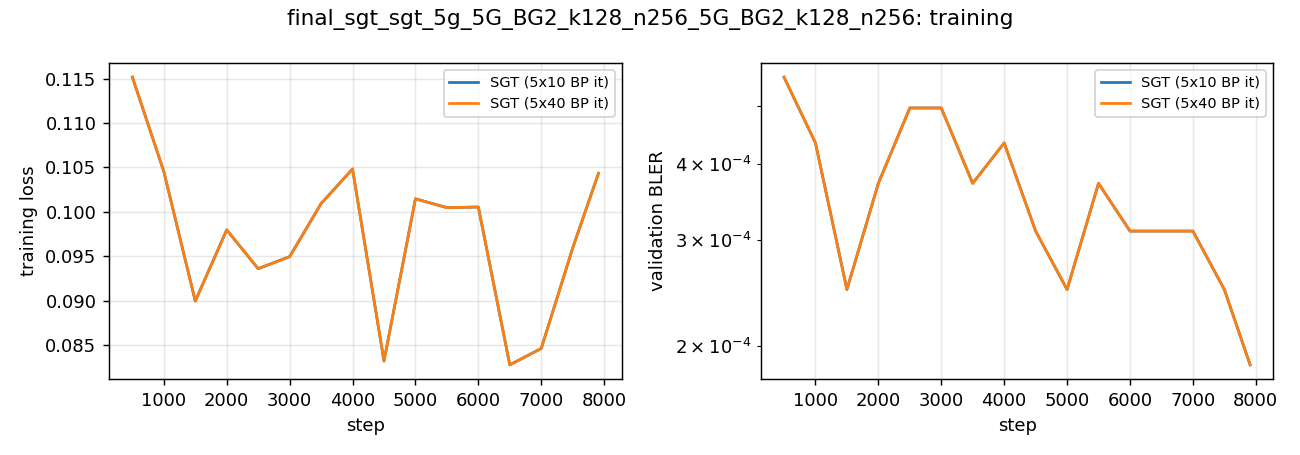 final_sgt_sgt_5g_5G_BG2_k128_n256_5G_BG2_k128_n256: training
training loss
0.115
0.110
0.105
0.100
0.095
0.090
0.085
SGT (5x10 BP it)
SGT (5x40 BP it)
1000 2000 3000 4000 5000 6000 7000 8000
step
validation BLER
4 × 10⁻⁴
3 × 10⁻⁴
2 × 10⁻⁴
SGT (5x10 BP it)
SGT (5x40 BP it)
1000 2000 3000 4000 5000 6000 7000 8000
step